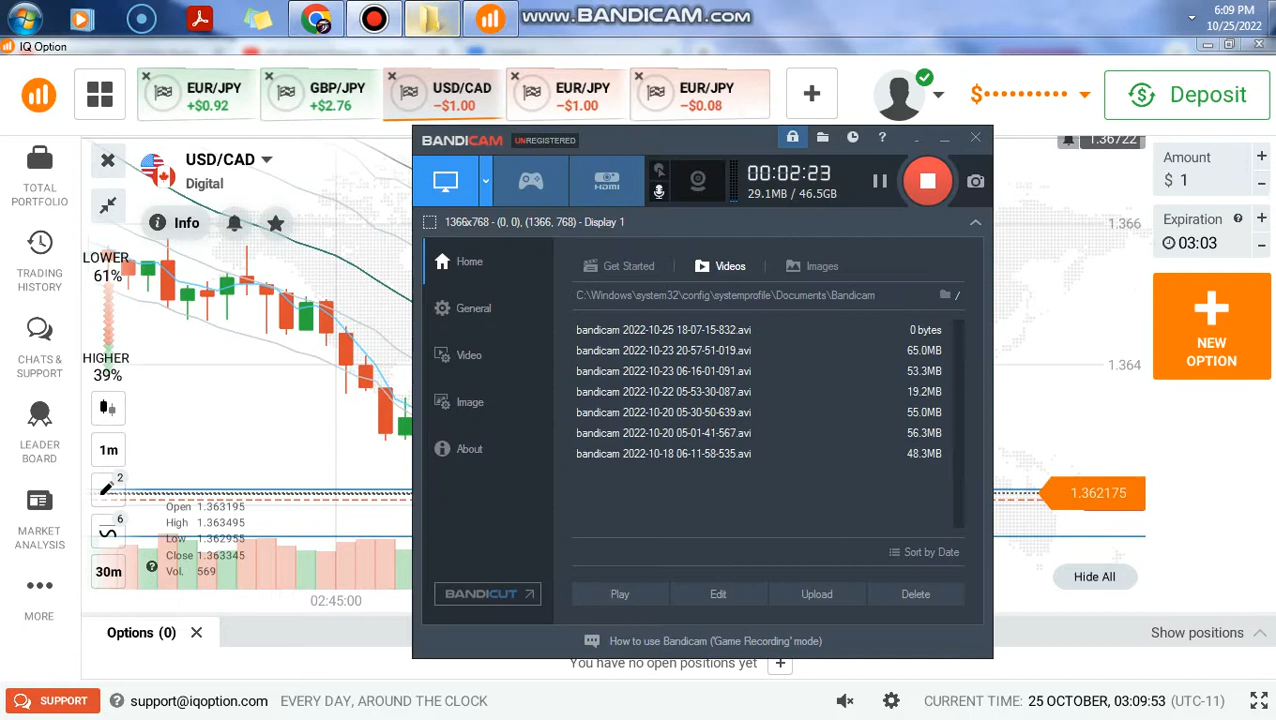 www.BANDICAM.com
6:09 PM
10/25/2022
IQ Option
EUR/JPY
+$0.92
GBP/JPY
+$2.76
USD/CAD
−$1.00
EUR/JPY
−$1.00
EUR/JPY
−$0.08
$••••••••••
Deposit
BANDICAM UNREGISTERED
HDMI
00:02:23
29.1MB / 46.5GB
1366x768 - (0, 0), (1366, 768) - Display 1
Home
General
Video
Image
About
BANDICUT
Get Started
Videos
Images
C:\Windows\system32\config\systemprofile\Documents\Bandicam
bandicam 2022-10-25 18-07-15-832.avi 0 bytes
bandicam 2022-10-23 20-57-51-019.avi 65.0MB
bandicam 2022-10-23 06-16-01-091.avi 53.3MB
bandicam 2022-10-22 05-53-30-087.avi 19.2MB
bandicam 2022-10-20 05-30-50-639.avi 55.0MB
bandicam 2022-10-20 05-01-41-567.avi 56.3MB
bandicam 2022-10-18 06-11-58-535.avi 48.3MB
Sort by Date
Play
Edit
Upload
Delete
How to use Bandicam ('Game Recording' mode)
TOTAL
PORTFOLIO
TRADING
HISTORY
CHATS &
SUPPORT
LEADER
BOARD
MARKET
ANALYSIS
MORE
USD/CAD
Digital
Info
LOWER
61%
HIGHER
39%
1m
2
6
30m
Open 1.363195
High 1.363495
Low 1.362955
Close 1.363345
Vol. 569
02:45:00
1.36722
1.366
1.364
1.362175
Hide All
Amount
$ 1
Expiration
03:03
NEW
OPTION
Options (0)
Show positions
You have no open positions yet
SUPPORT
support@iqoption.com
EVERY DAY, AROUND THE CLOCK
CURRENT TIME: 25 OCTOBER, 03:09:53 (UTC-11)